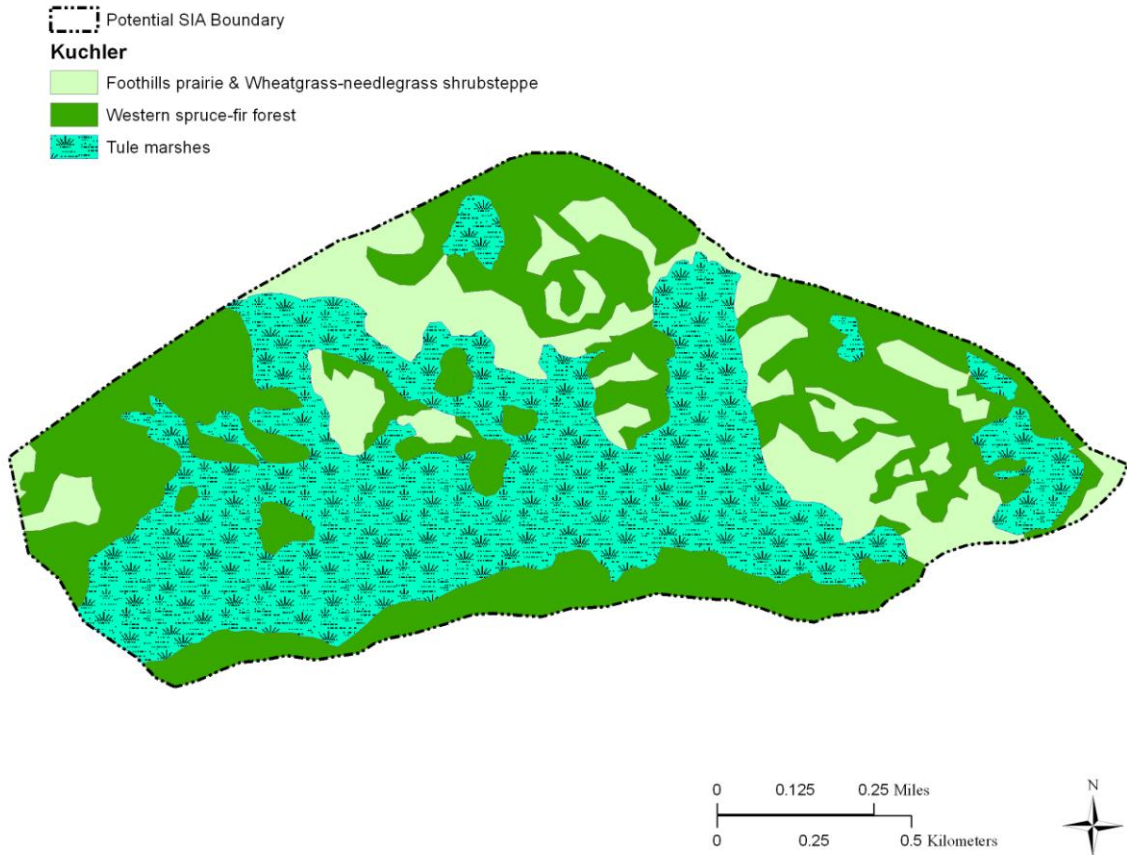 Potential SIA Boundary
Kuchler
Foothills prairie & Wheatgrass-needlegrass shrubsteppe
Western spruce-fir forest
Tule marshes
0 0.125 0.25 Miles
0 0.25 0.5 Kilometers
N